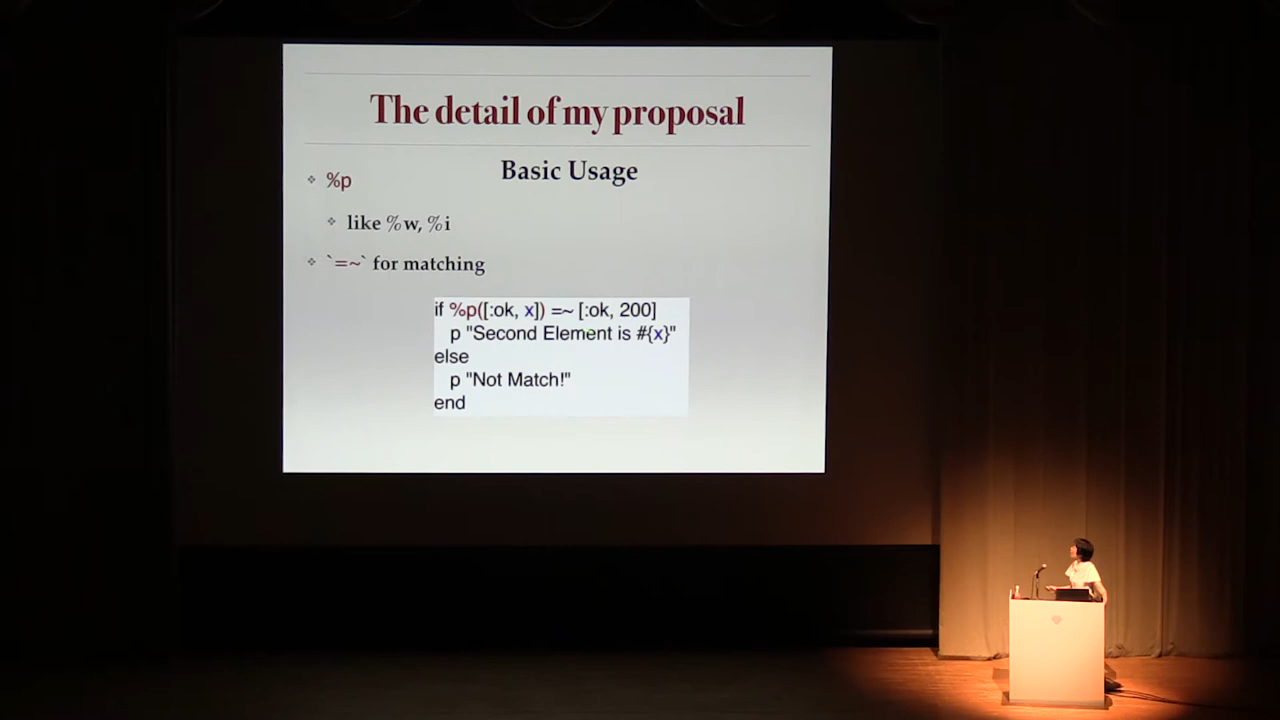 The detail of my proposal
Basic Usage
%p
like %w, %i
`=~` for matching
if %p([:ok, x]) =~ [:ok, 200]
p "Second Element is #{x}"
else
p "Not Match!"
end